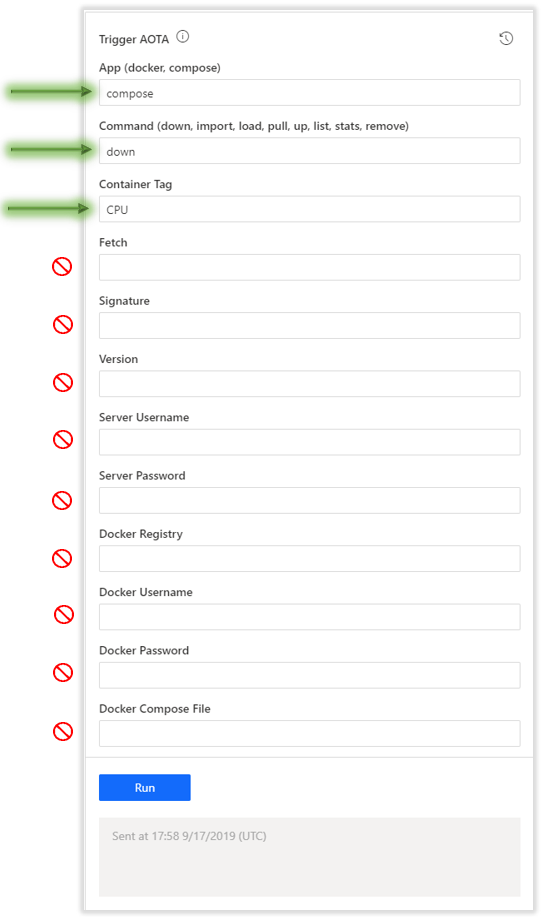 Trigger AOTA
App (docker, compose)
compose
Command (down, import, load, pull, up, list, stats, remove)
down
Container Tag
CPU
Fetch
Signature
Version
Server Username
Server Password
Docker Registry
Docker Username
Docker Password
Docker Compose File
Run
Sent at 17:58 9/17/2019 (UTC)